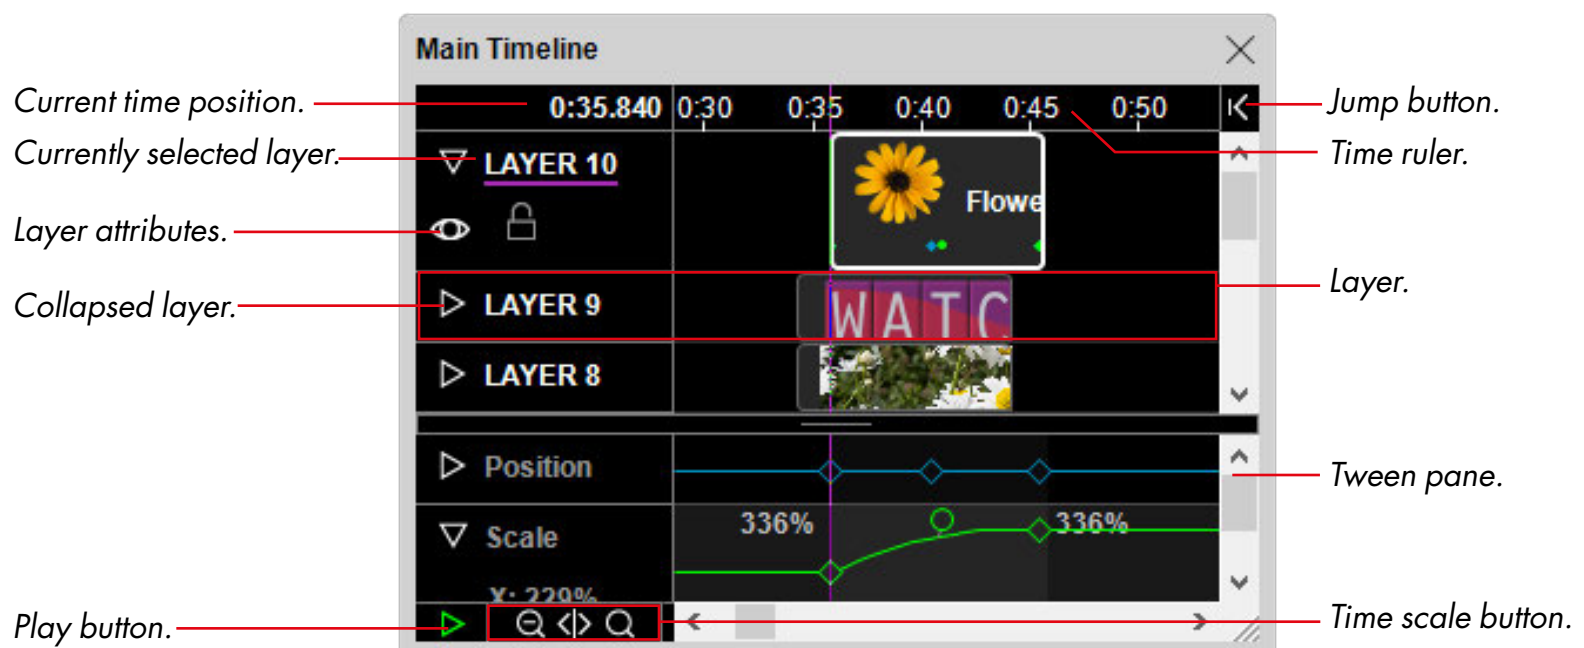 Main Timeline
Current time position.
0:35.840
0:30 0:35 0:40 0:45 0:50
Jump button.
Currently selected layer.
LAYER 10
Time ruler.
Flowe
Layer attributes.
Layer.
Collapsed layer.
LAYER 9
WATC
LAYER 8
Position
Tween pane.
Scale
336%
336%
X: 229%
Play button.
Time scale button.